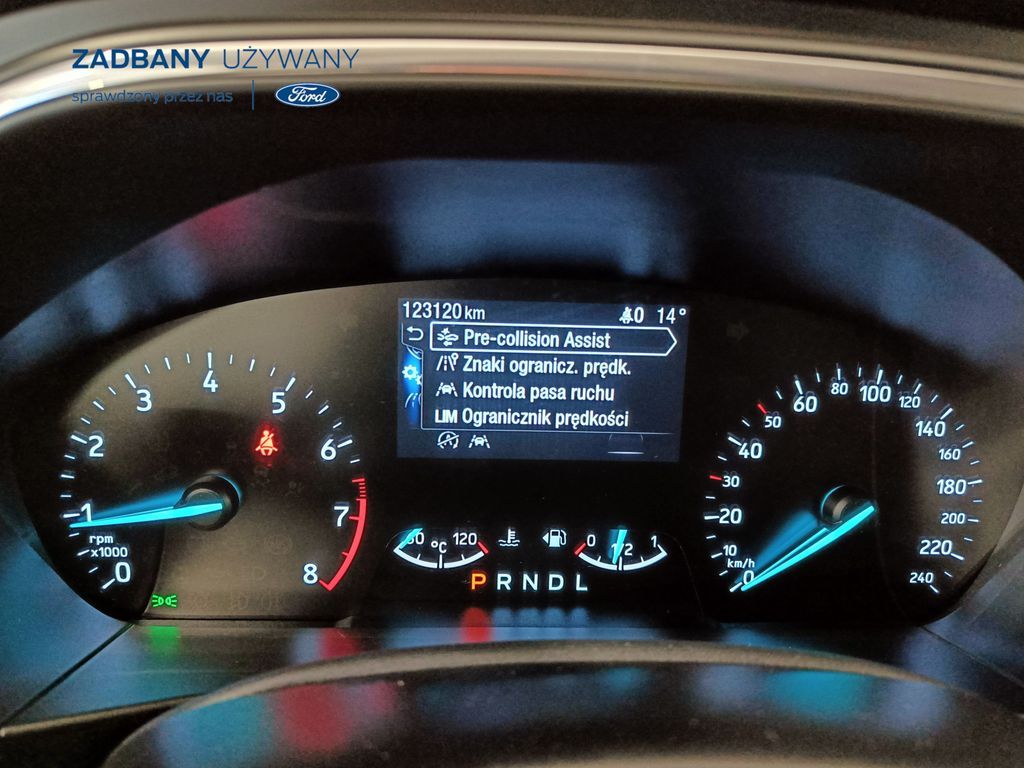 ZADBANY UŻYWANY
sprawdzony przez nas
Ford
123120 km
0 14°
Pre-collision Assist
Znaki ogranicz. prędk.
Kontrola pasa ruchu
LIM Ogranicznik prędkości
0 1 2 3 4 5 6 7 8
rpm
x1000
0 10 20 30 40 50 60 80 100 120 140 160 180 200 220 240
km/h
120
°C
0 1/2 1
P R N D L